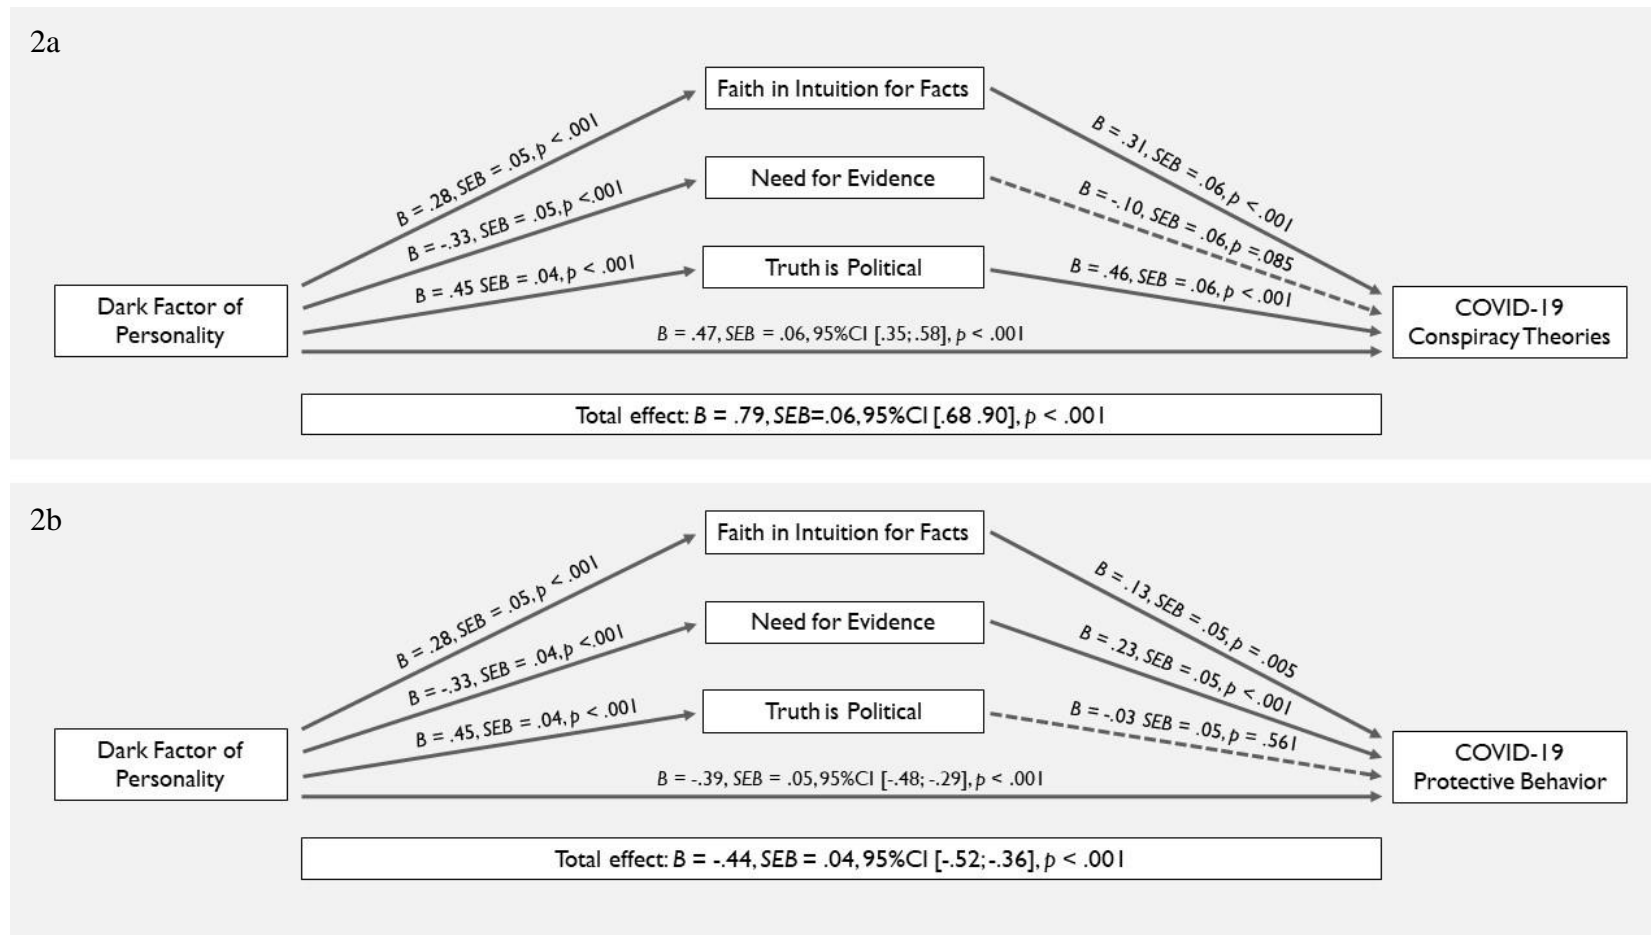 2a
Faith in Intuition for Facts
B = .28, SEB = .05, p < .001
B = .31, SEB = .06, p < .001
Need for Evidence
B = -.33, SEB = .05, p <.001
B = -.10, SEB = .06, p =.085
Truth is Political
B = .45 SEB = .04, p < .001
B = .46, SEB = .06, p < .001
Dark Factor of
Personality
B = .47, SEB = .06, 95%CI [.35; .58], p < .001
COVID-19
Conspiracy Theories
Total effect: B = .79, SEB=.06, 95%CI [.68 .90], p < .001
2b
Faith in Intuition for Facts
B = .28, SEB = .05, p < .001
B = .13, SEB = .05, p = .005
Need for Evidence
B = -.33, SEB = .04, p <.001
B = .23, SEB = .05, p < .001
Truth is Political
B = .45, SEB = .04, p < .001
B = -.03 SEB = .05, p = .561
Dark Factor of
Personality
B = -.39, SEB = .05, 95%CI [-.48; -.29], p < .001
COVID-19
Protective Behavior
Total effect: B = -.44, SEB = .04, 95%CI [-.52; -.36], p < .001